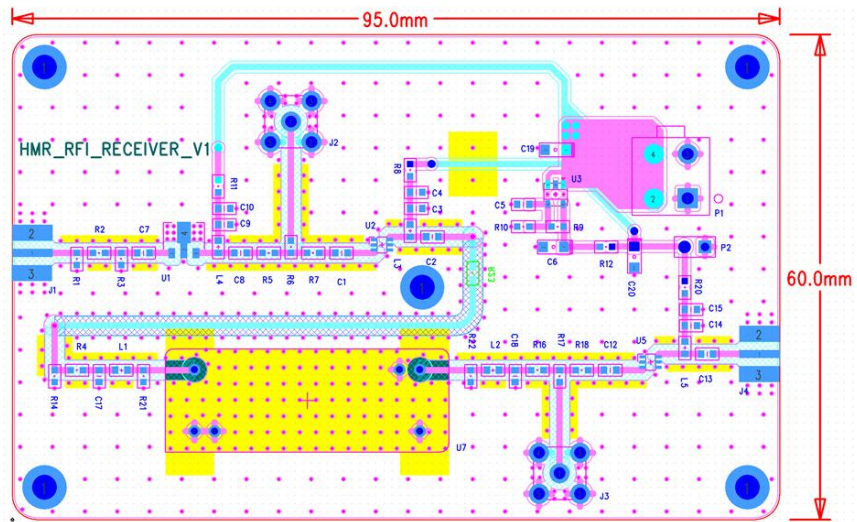 95.0mm
1
1
HMR_RFI_RECEIVER_V1
J2
C19
4
U3
R8
R11
C4
C10
C3
C5
2
P1
C9
U2
R10
R9
2
R2
C7
4
P2
1
3
J1
R1
R3
U1
L4
C8
R5
R6
R7
C1
L3
C2
C6
R12
C20
R20
60.0mm
1
C15
C14
R4
L1
R22
L2
C18
R16
R17
R18
C12
U5
2
1
3
R14
C17
R21
L5
C13
J4
U7
1
J3
1